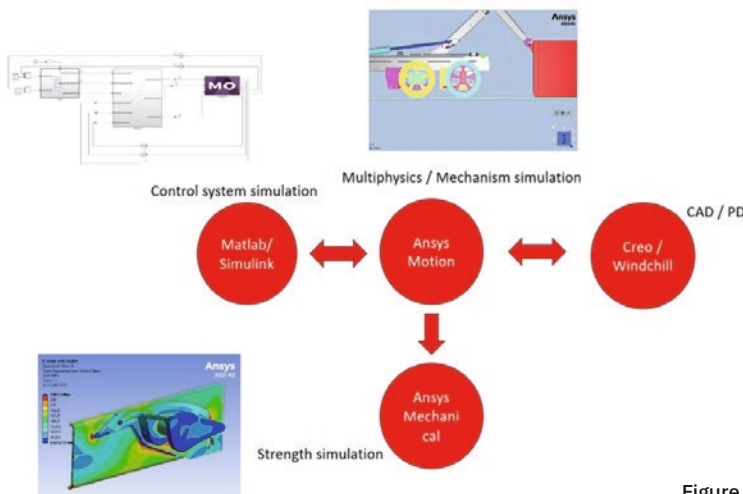 Ansys
MO
Multiphysics / Mechanism simulation
Control system simulation
CAD / PD
Matlab/
Simulink
Ansys
Motion
Creo /
Windchill
Ansys
Mechani
cal
Ansys
Strength simulation
Figure